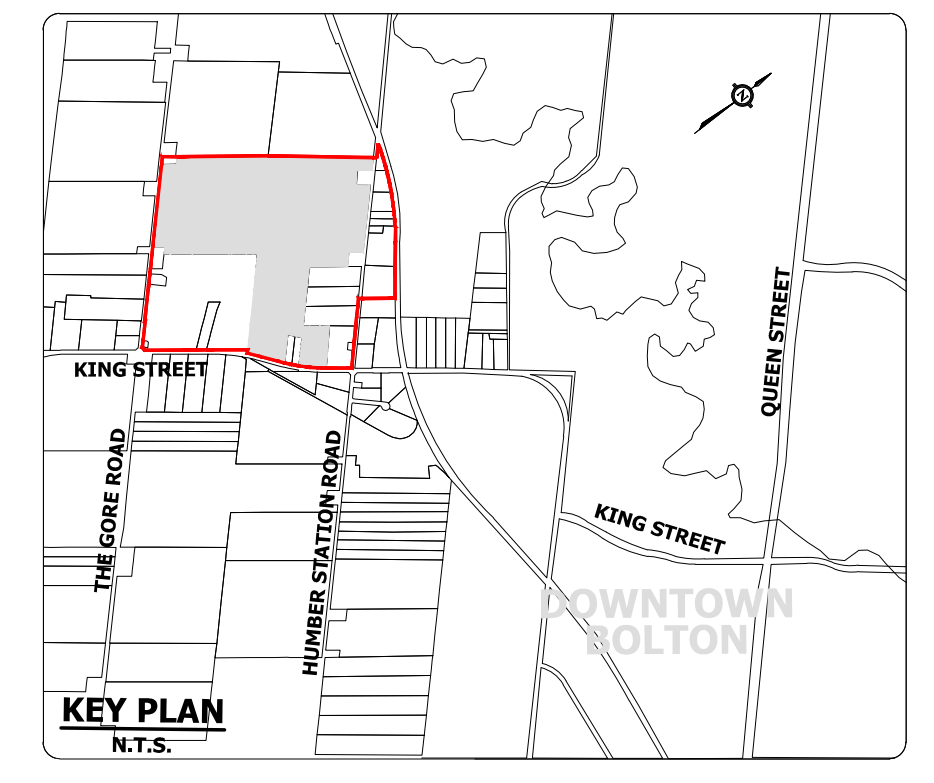 N
KING STREET
QUEEN STREET
THE GORE ROAD
HUMBER STATION ROAD
KING STREET
DOWNTOWN
BOLTON
KEY PLAN
N.T.S.